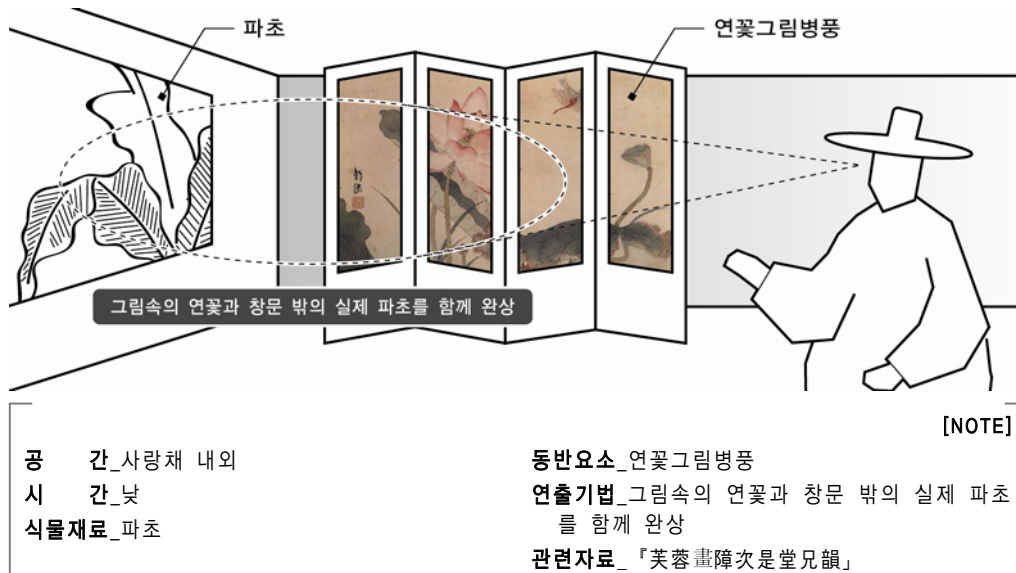 파초
연꽃그림병풍
그림속의 연꽃과 창문 밖의 실제 파초를 함께 완상
[NOTE]
공 간_사랑채 내외
시 간_낮
식물재료_파초
동반요소_연꽃그림병풍
연출기법_그림속의 연꽃과 창문 밖의 실제 파초
를 함께 완상
관련자료_『芙蓉畫障次是堂兄韻」